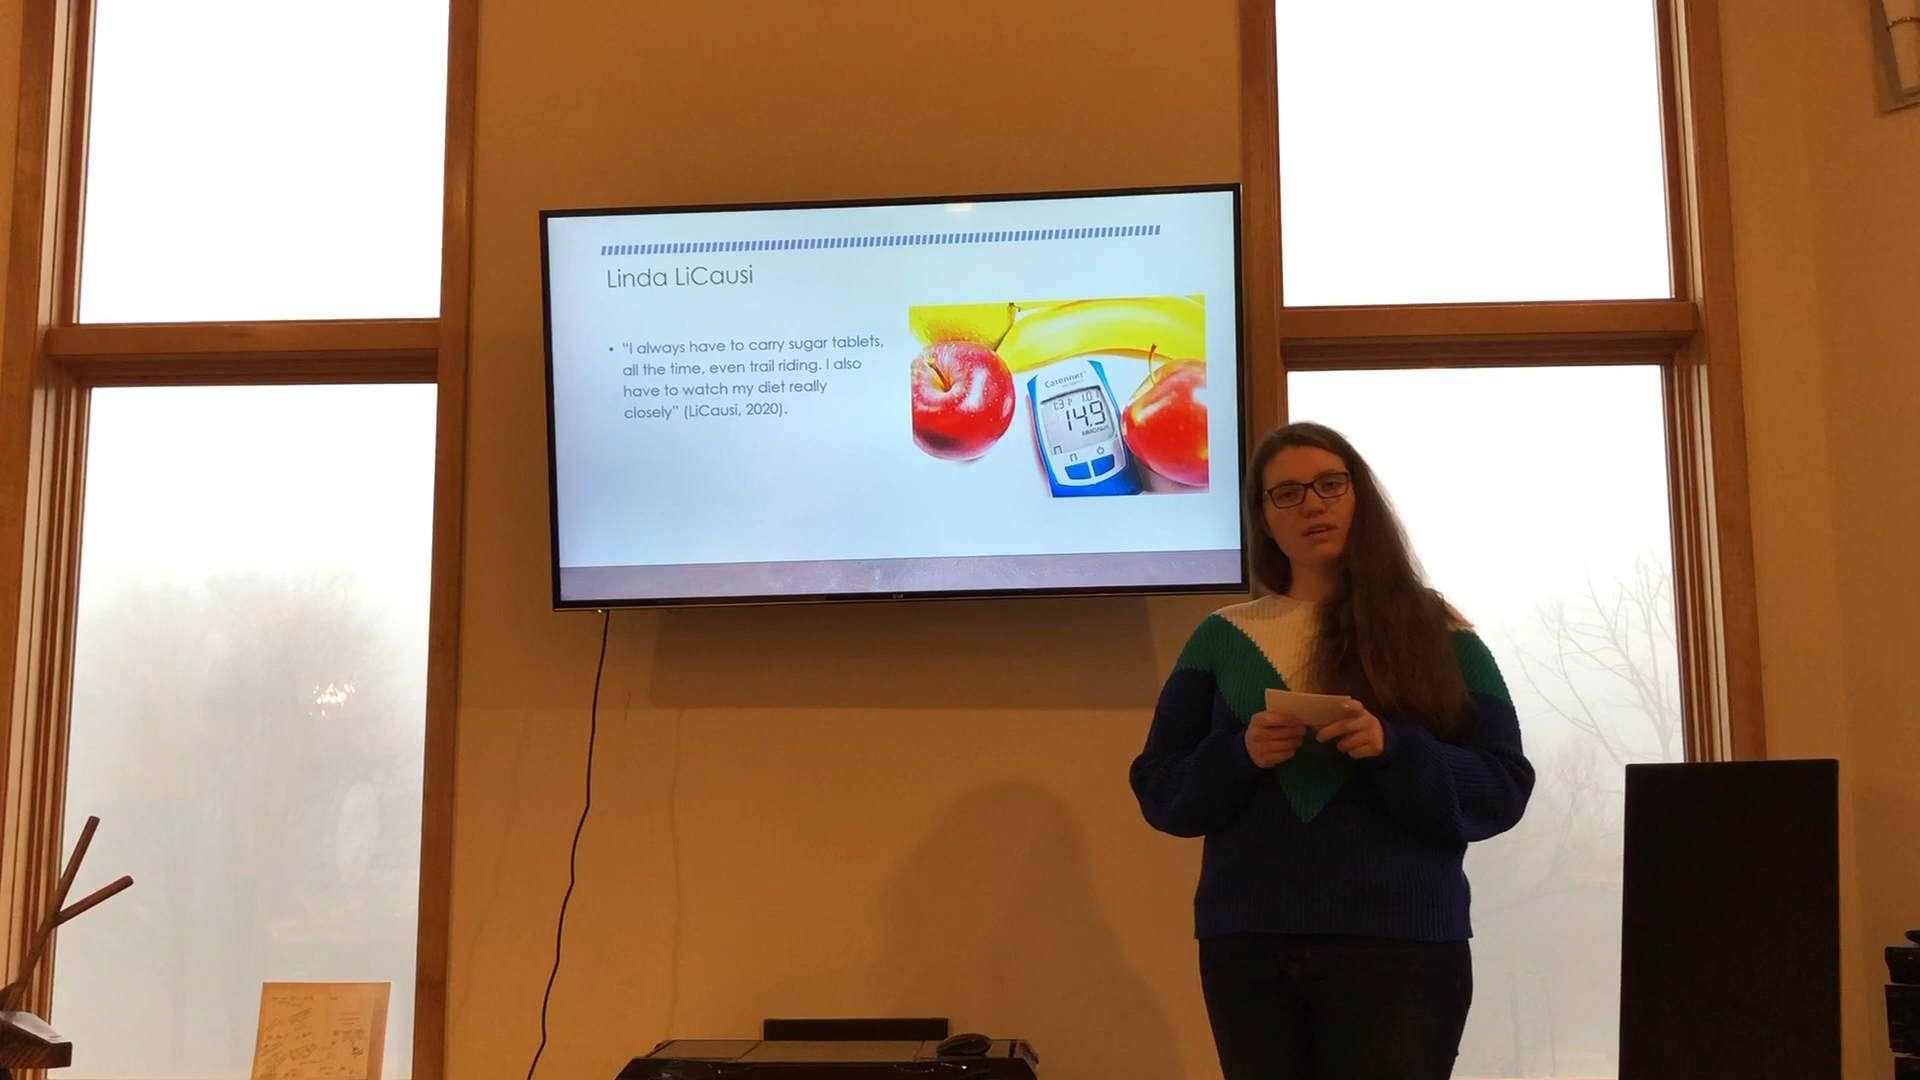 Linda LiCausi
• “I always have to carry sugar tablets,
all the time, even trail riding. I also
have to watch my diet really
closely” (LiCausi, 2020).
14.9